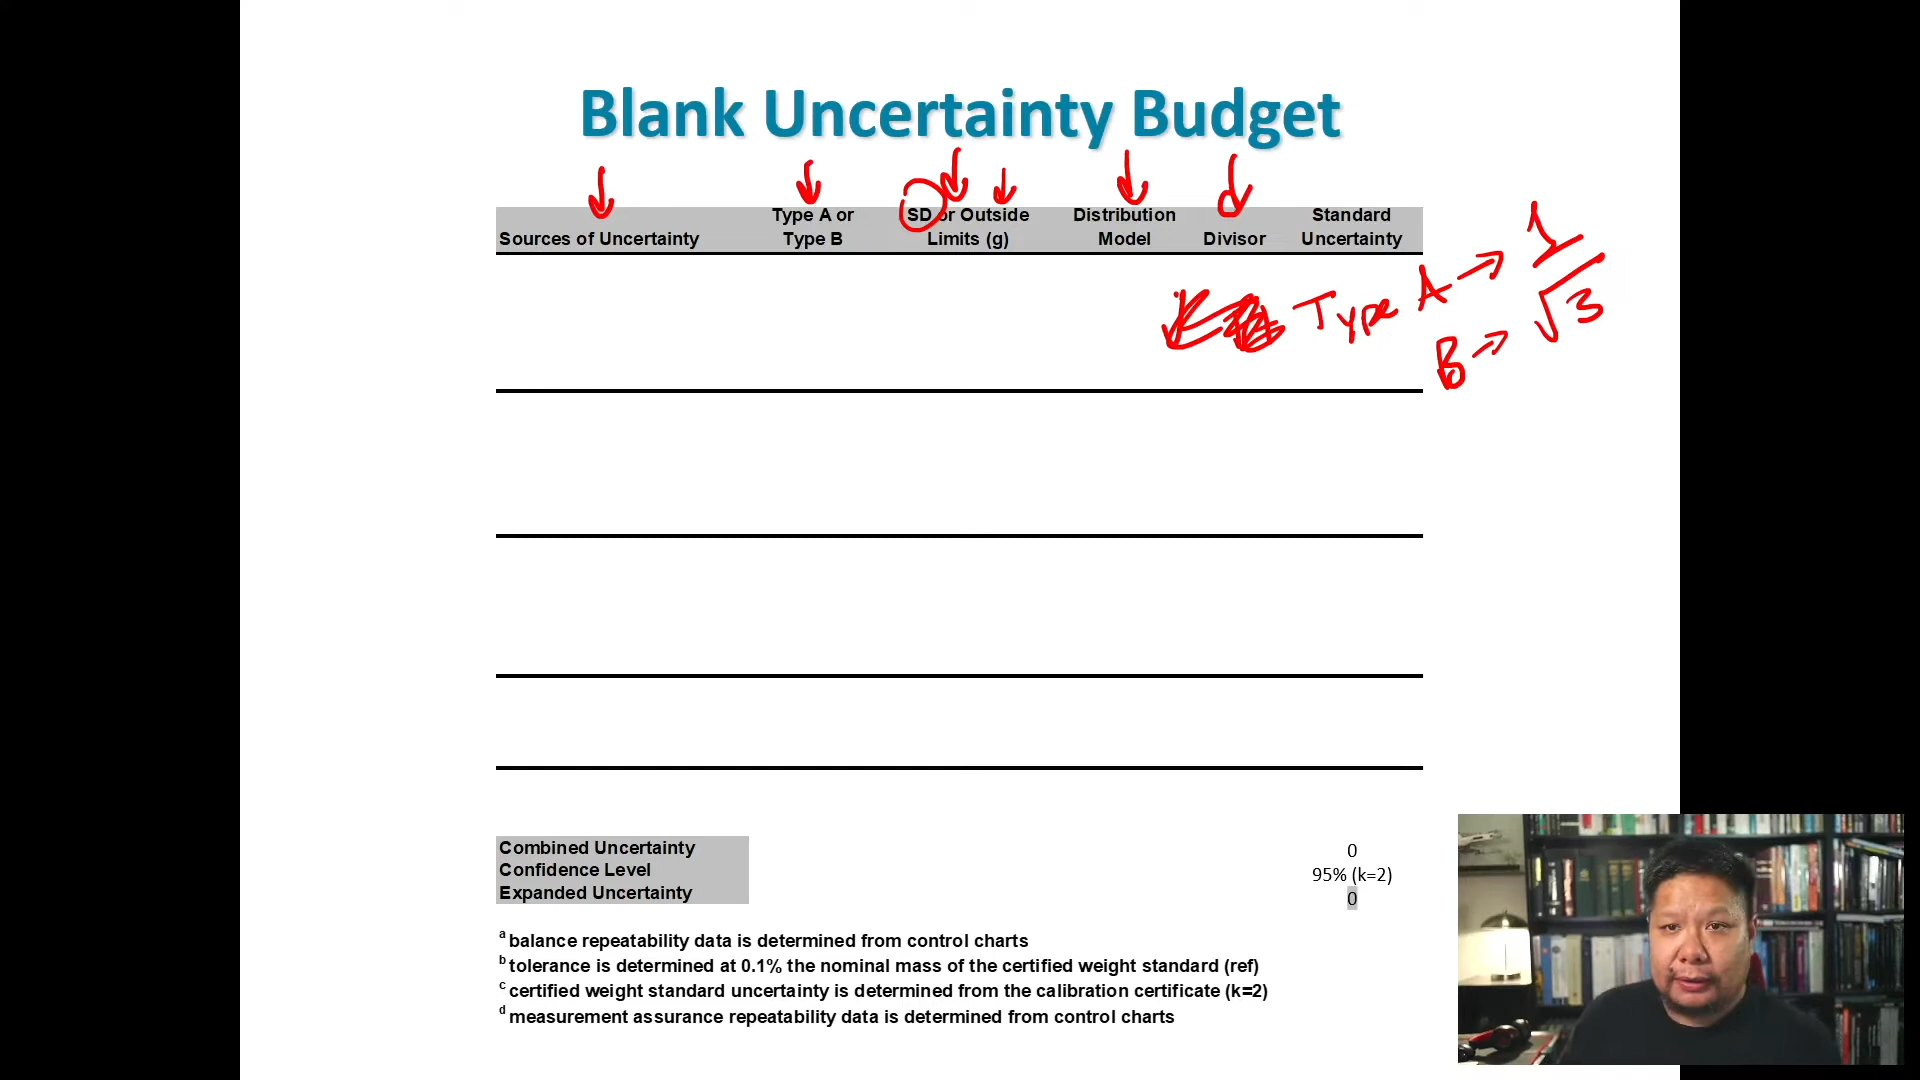 Blank Uncertainty Budget
Type A or SD or Outside Distribution Standard
Sources of Uncertainty Type B Limits (g) Model Divisor Uncertainty
Type A → 1
B → √3
Combined Uncertainty 0
Confidence Level 95% (k=2)
Expanded Uncertainty 0
a balance repeatability data is determined from control charts
b tolerance is determined at 0.1% the nominal mass of the certified weight standard (ref)
c certified weight standard uncertainty is determined from the calibration certificate (k=2)
d measurement assurance repeatability data is determined from control charts